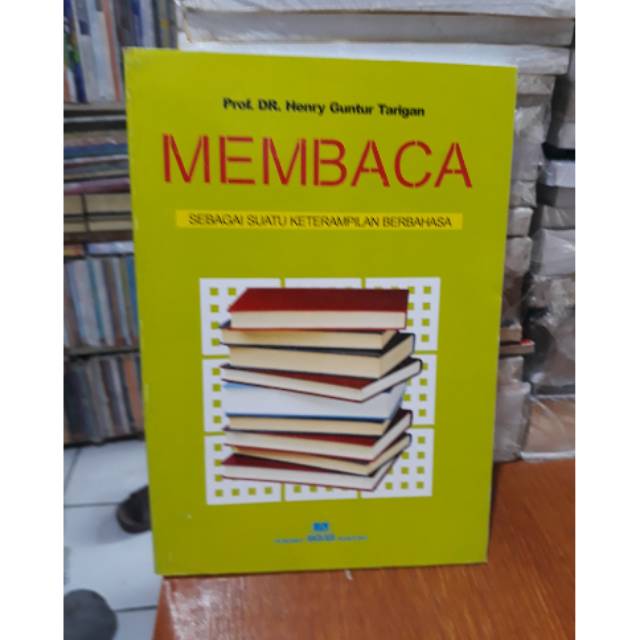 Prof. DR. Henry Guntur Tarigan
MEMBACA
SEBAGAI SUATU KETERAMPILAN BERBAHASA